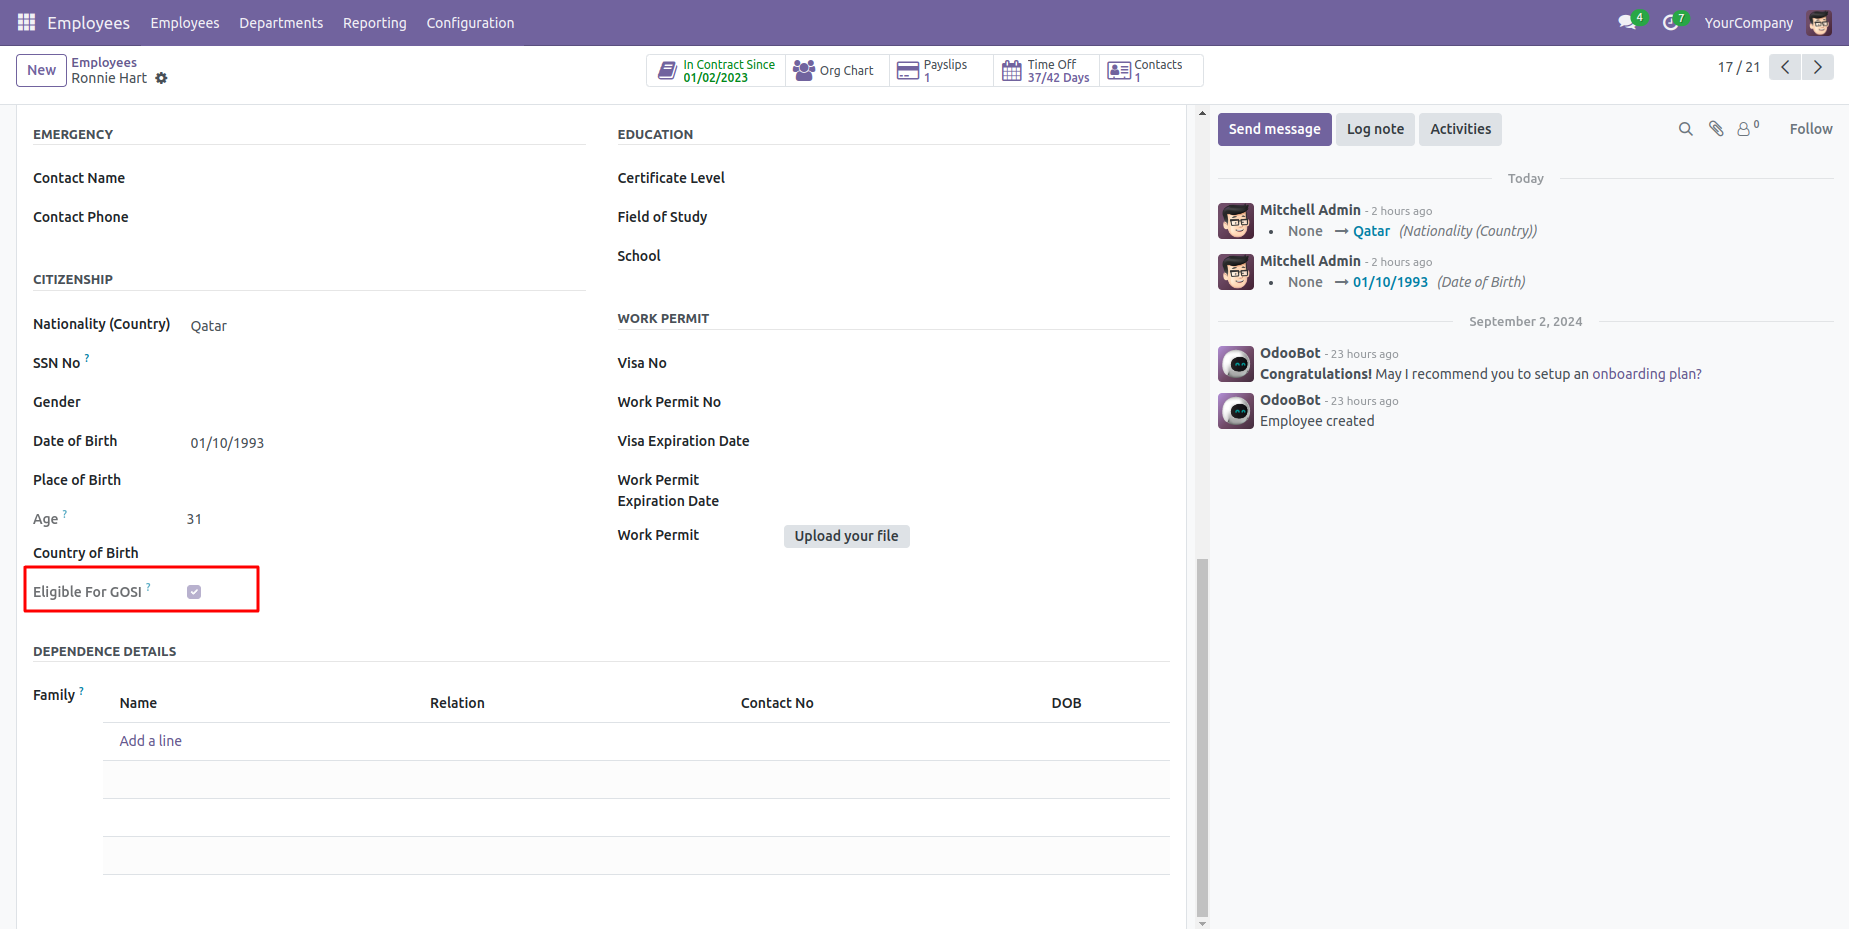 Employees Employees Departments Reporting Configuration 4 7 YourCompany
New Employees
Ronnie Hart
In Contract Since
01/02/2023
Org Chart
Payslips
1
Time Off
37/42 Days
Contacts
1
17 / 21
EMERGENCY
Contact Name
Contact Phone
EDUCATION
Certificate Level
Field of Study
School
CITIZENSHIP
Nationality (Country) Qatar
SSN No ?
Gender
Date of Birth 01/10/1993
Place of Birth
Age ? 31
Country of Birth
Eligible For GOSI ?
WORK PERMIT
Visa No
Work Permit No
Visa Expiration Date
Work Permit
Expiration Date
Work Permit Upload your file
DEPENDENCE DETAILS
Family ?
Name Relation Contact No DOB
Add a line
Send message Log note Activities 0 Follow
Today
Mitchell Admin - 2 hours ago
• None → Qatar (Nationality (Country))
Mitchell Admin - 2 hours ago
• None → 01/10/1993 (Date of Birth)
September 2, 2024
OdooBot - 23 hours ago
Congratulations! May I recommend you to setup an onboarding plan?
OdooBot - 23 hours ago
Employee created